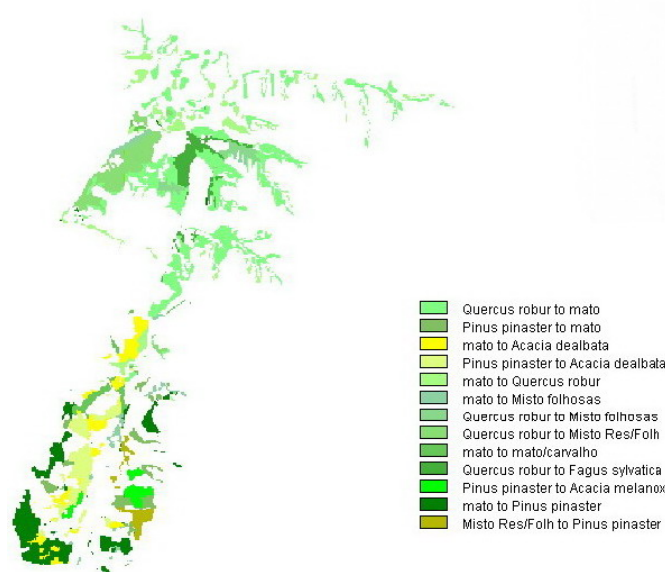 Quercus robur to mato
Pinus pinaster to mato
mato to Acacia dealbata
Pinus pinaster to Acacia dealbata
mato to Quercus robur
mato to Misto folhosas
Quercus robur to Misto folhosas
Quercus robur to Misto Res/Folh
mato to mato/carvalho
Quercus robur to Fagus sylvatica
Pinus pinaster to Acacia melanox
mato to Pinus pinaster
Misto Res/Folh to Pinus pinaster